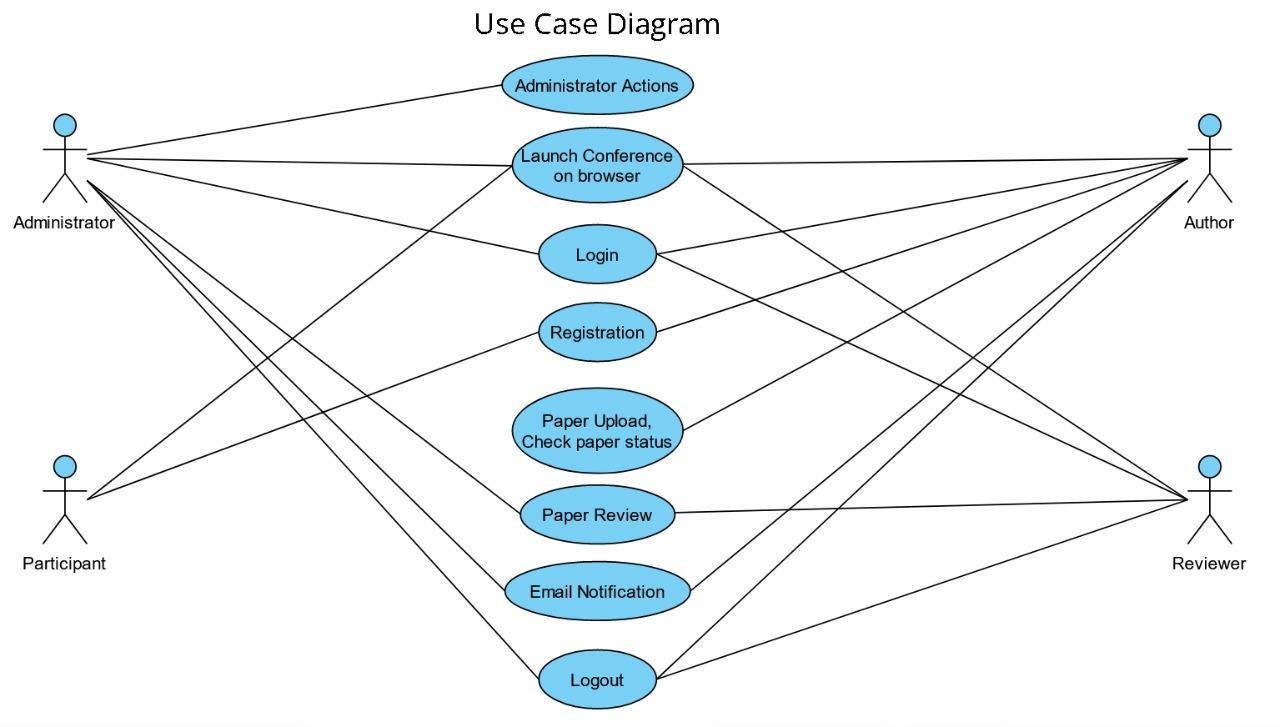 Use Case Diagram
Administrator Actions
Launch Conference
on browser
Administrator
Author
Login
Registration
Paper Upload,
Check paper status
Paper Review
Participant
Reviewer
Email Notification
Logout